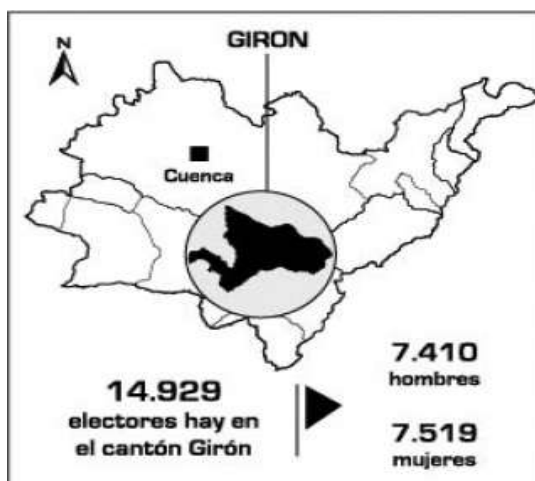 GIRON
N
Cuenca
14.929
electores hay en
el cantón Girón
7.410
hombres
7.519
mujeres